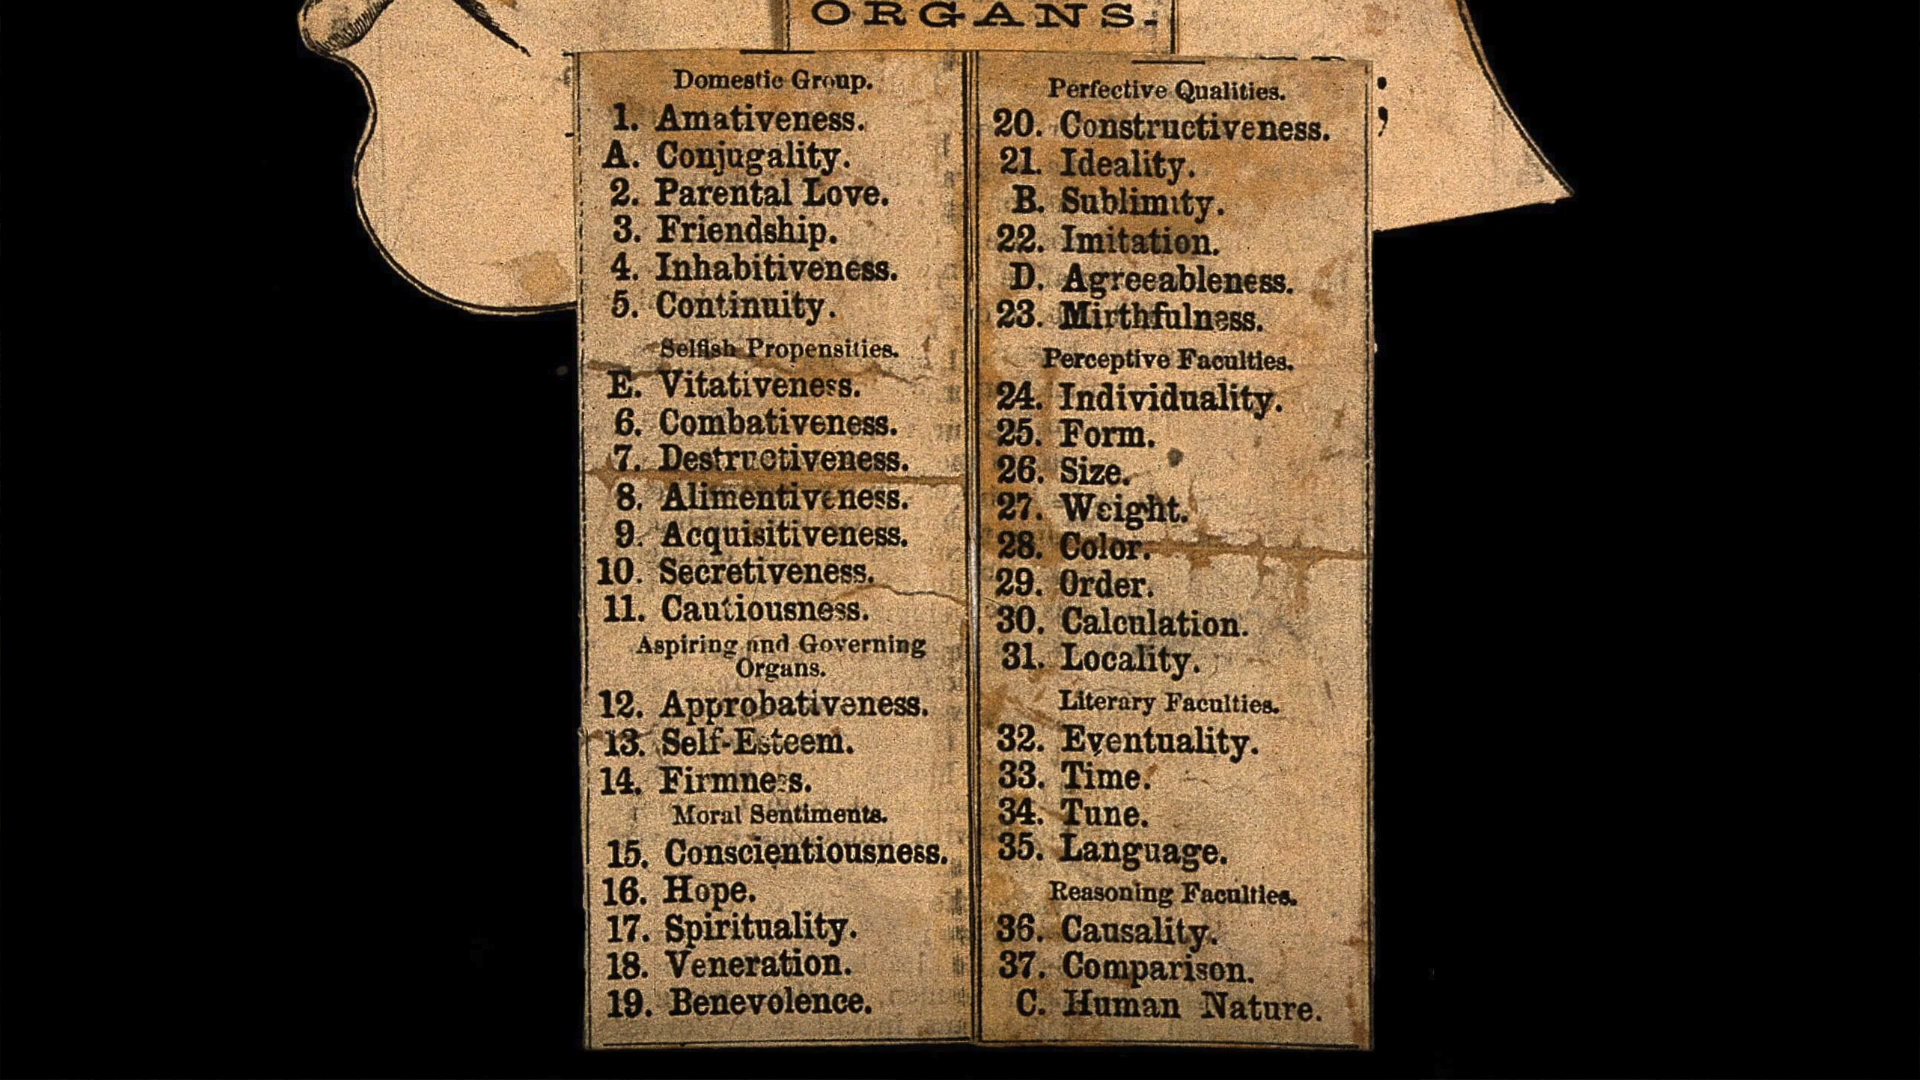 ORGANS.
Domestic Group.
1. Amativeness.
A. Conjugality.
2. Parental Love.
3. Friendship.
4. Inhabitiveness.
5. Continuity.
Selfish Propensities.
E. Vitativeness.
6. Combativeness.
7. Destructiveness.
8. Alimentiveness.
9. Acquisitiveness.
10. Secretiveness.
11. Cautiousness.
Aspiring and Governing
Organs.
12. Approbativeness.
13. Self-Esteem.
14. Firmness.
Moral Sentiments.
15. Conscientiousness.
16. Hope.
17. Spirituality.
18. Veneration.
19. Benevolence.
Perfective Qualities.
20. Constructiveness.
21. Ideality.
B. Sublimity.
22. Imitation.
D. Agreeableness.
23. Mirthfulness.
Perceptive Faculties.
24. Individuality.
25. Form.
26. Size.
27. Weight.
28. Color.
29. Order.
30. Calculation.
31. Locality.
Literary Faculties.
32. Eventuality.
33. Time.
34. Tune.
35. Language.
Reasoning Faculties.
36. Causality.
37. Comparison.
C. Human Nature.